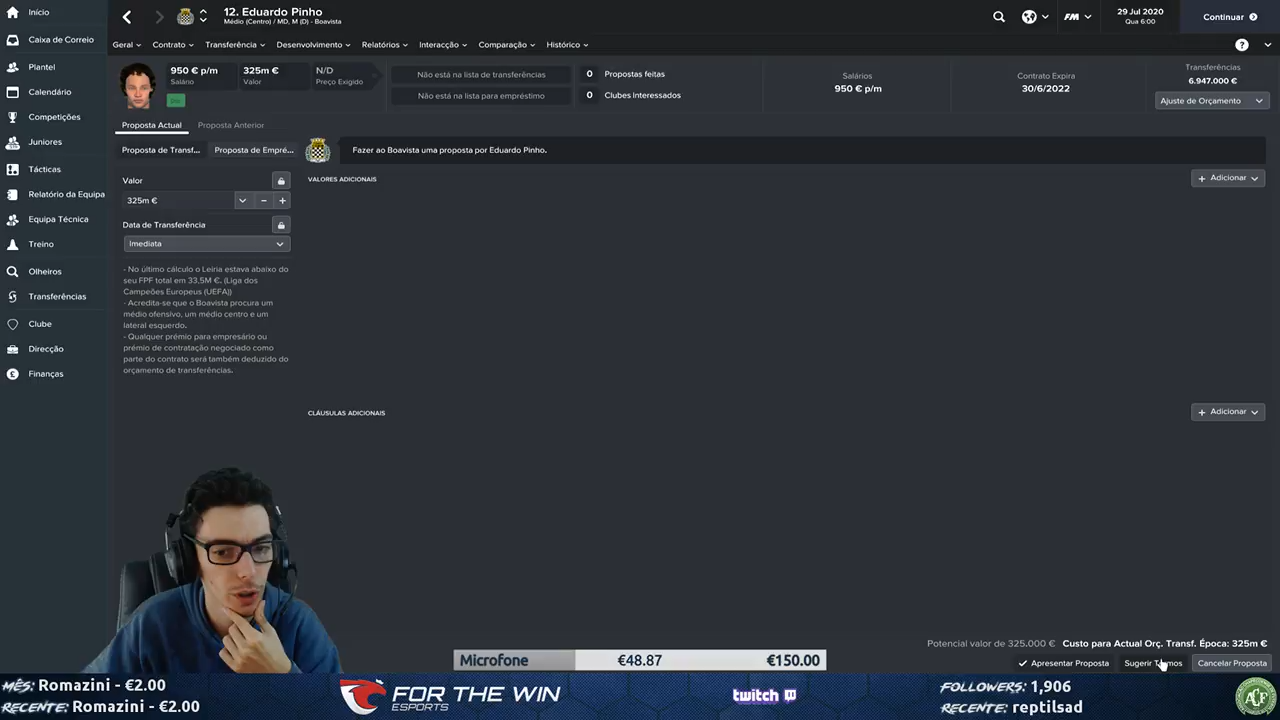 Início
Caixa de Correio
Plantel
Calendário
Competições
Juniores
Tácticas
Relatório da Equipa
Equipa Técnica
Treino
Olheiros
Transferências
Clube
Direcção
Finanças
12. Eduardo Pinho
Médio (Centro) / MD, M (D) - Boavista
FM
29 Jul 2020
Qua 6:00
Continuar
Geral
Contrato
Transferência
Desenvolvimento
Relatórios
Interacção
Comparação
Histórico
?
950 € p/m
Salário
325m €
Valor
N/D
Preço Exigido
Não está na lista de transferências
Não está na lista para empréstimo
0 Propostas feitas
0 Clubes Interessados
Salários
950 € p/m
Contrato Expira
30/6/2022
Transferências
6.947.000 €
Ajuste de Orçamento
Proposta Actual
Proposta Anterior
Proposta de Transf...
Proposta de Empré...
Fazer ao Boavista uma proposta por Eduardo Pinho.
Valor
325m €
Data de Transferência
Imediata
- No último cálculo o Leiria estava abaixo do
seu FPF total em 33,5M €. (Liga dos
Campeões Europeus (UEFA))
- Acredita-se que o Boavista procura um
médio ofensivo, um médio centro e um
lateral esquerdo.
- Qualquer prémio para empresário ou
prémio de contratação negociado como
parte do contrato será também deduzido do
orçamento de transferências.
VALORES ADICIONAIS
+ Adicionar
CLÁUSULAS ADICIONAIS
+ Adicionar
Potencial valor de 325.000 €
Custo para Actual Orç. Transf. Época: 325m €
Apresentar Proposta
Sugerir
Cancelar Proposta
Microfone
€48.87
€150.00
MÊS: Romazini - €2.00
RECENTE: Romazini - €2.00
FOR THE WIN
ESPORTS
twitch
FOLLOWERS: 1,906
RECENTE: reptilsad